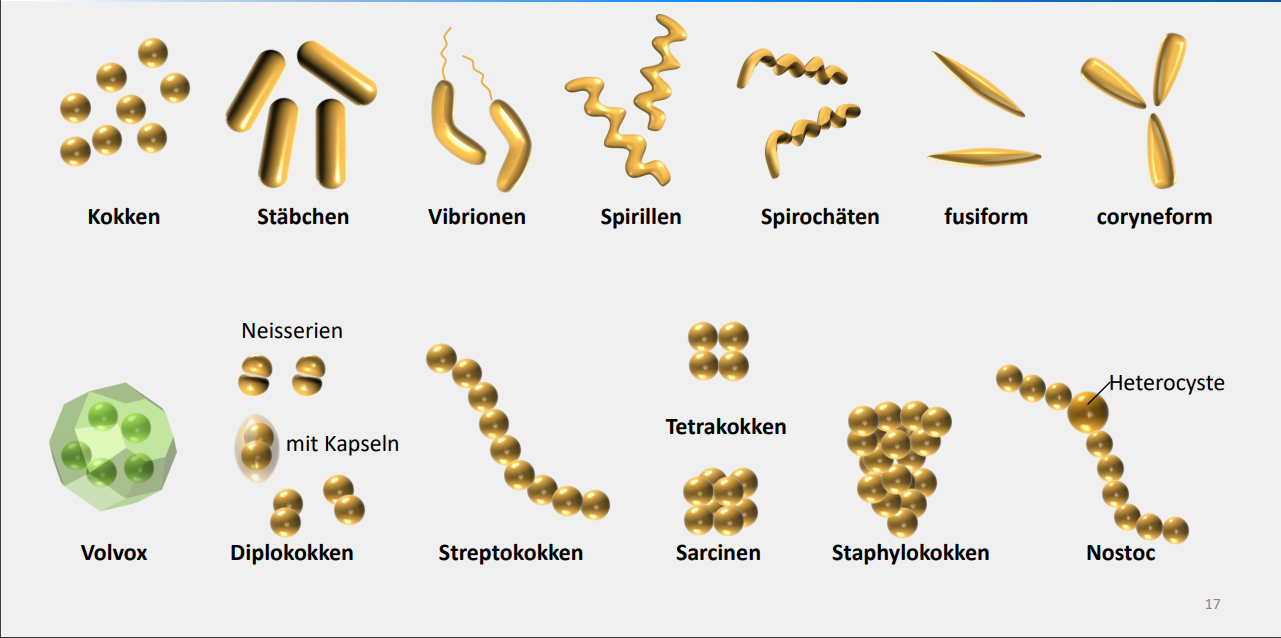 Kokken
Stäbchen
Vibrionen
Spirillen
Spirochäten
fusiform
coryneform
Neisserien
mit Kapseln
Tetrakokken
Heterocyste
Volvox
Diplokokken
Streptokokken
Sarcinen
Staphylokokken
Nostoc
17